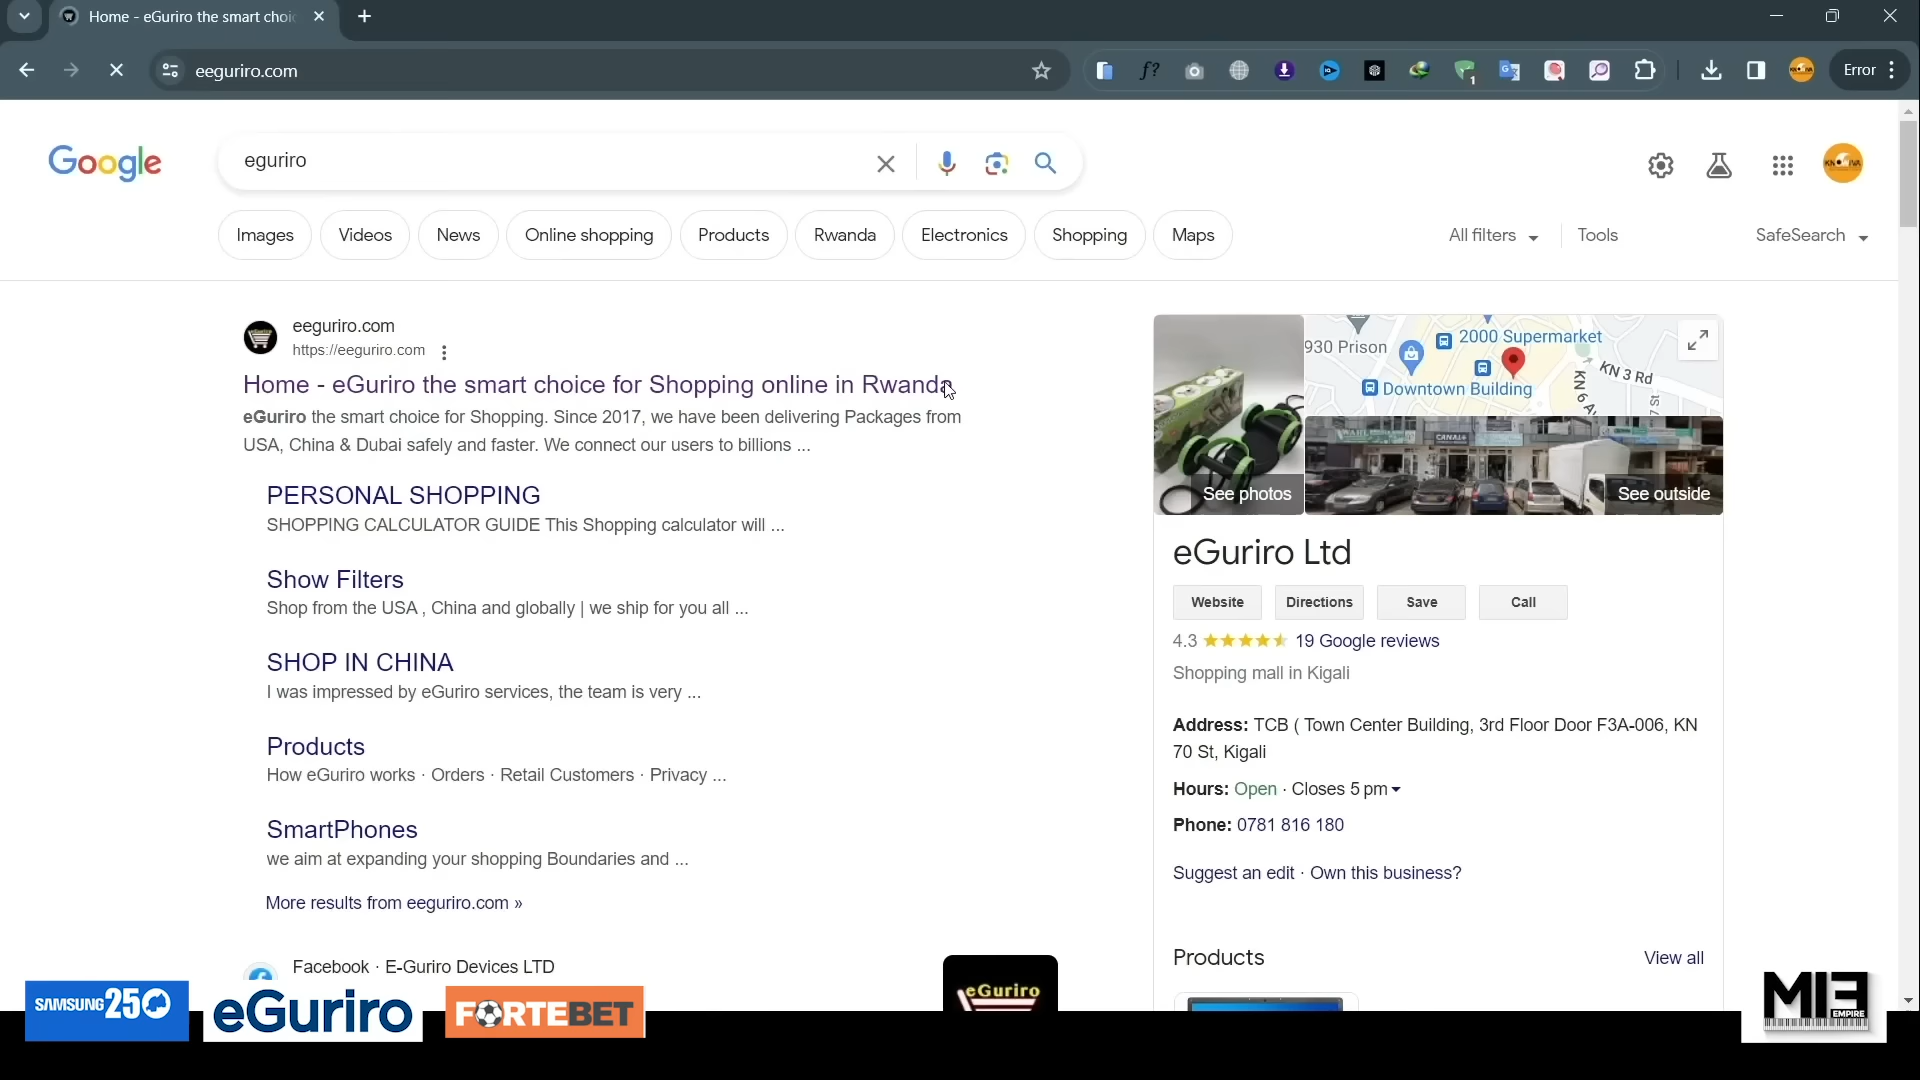 Home - eGuriro the smart choic
eeguriro.com
Error
Google
eguriro
Images
Videos
News
Online shopping
Products
Rwanda
Electronics
Shopping
Maps
All filters
Tools
SafeSearch
eeguriro.com
https://eeguriro.com
Home - eGuriro the smart choice for Shopping online in Rwanda
eGuriro the smart choice for Shopping. Since 2017, we have been delivering Packages from
USA, China & Dubai safely and faster. We connect our users to billions ...
PERSONAL SHOPPING
SHOPPING CALCULATOR GUIDE This Shopping calculator will ...
Show Filters
Shop from the USA , China and globally | we ship for you all ...
SHOP IN CHINA
I was impressed by eGuriro services, the team is very ...
Products
How eGuriro works · Orders · Retail Customers · Privacy ...
SmartPhones
we aim at expanding your shopping Boundaries and ...
More results from eeguriro.com »
Facebook · E-Guriro Devices LTD
eGuriro
930 Prison
2000 Supermarket
Downtown Building
KN 3 Rd
KN 6 Av
7 St
CANAL+
See photos
See outside
eGuriro Ltd
Website
Directions
Save
Call
4.3
19 Google reviews
Shopping mall in Kigali
Address: TCB ( Town Center Building, 3rd Floor Door F3A-006, KN
70 St, Kigali
Hours: Open · Closes 5 pm
Phone: 0781 816 180
Suggest an edit · Own this business?
Products
View all
SAMSUNG 250
eGuriro
FORTEBET
MIE
EMPIRE